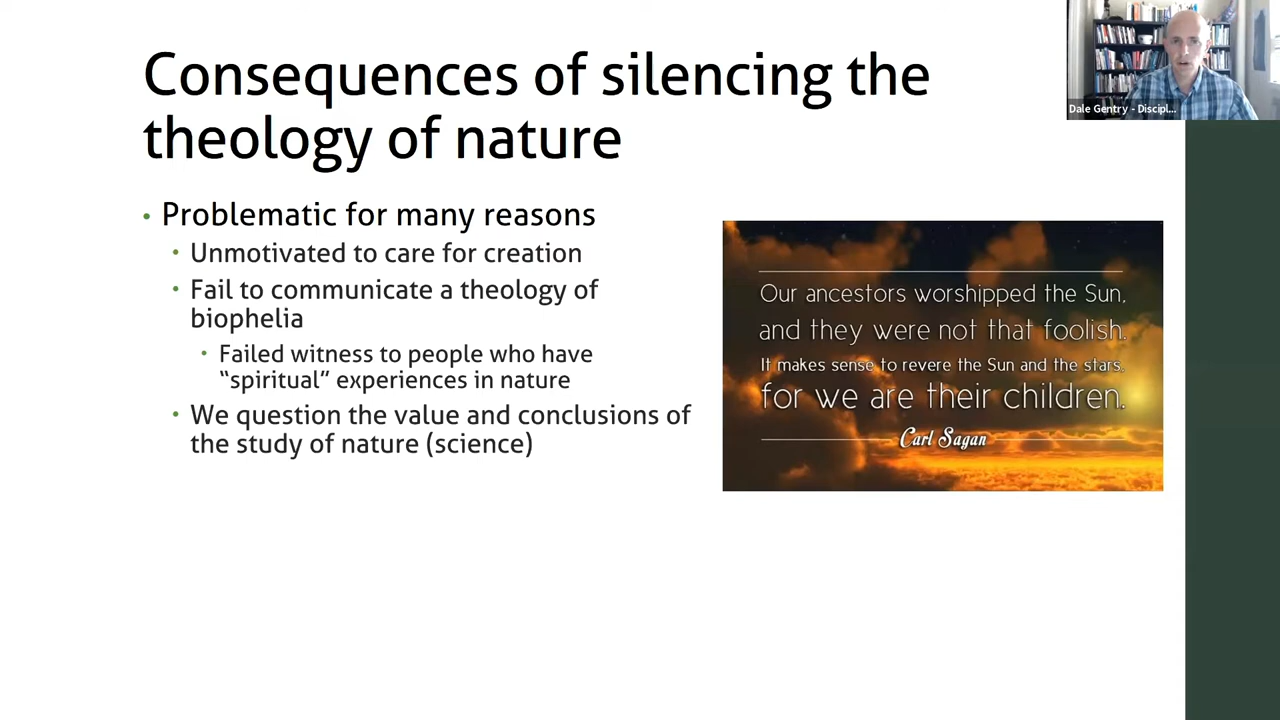 Consequences of silencing the
theology of nature
• Problematic for many reasons
• Unmotivated to care for creation
• Fail to communicate a theology of
biophelia
• Failed witness to people who have
“spiritual” experiences in nature
• We question the value and conclusions of
the study of nature (science)
Our ancestors worshipped the Sun,
and they were not that foolish.
It makes sense to revere the Sun and the stars,
for we are their children.
Carl Sagan
Dale Gentry - Discipl...